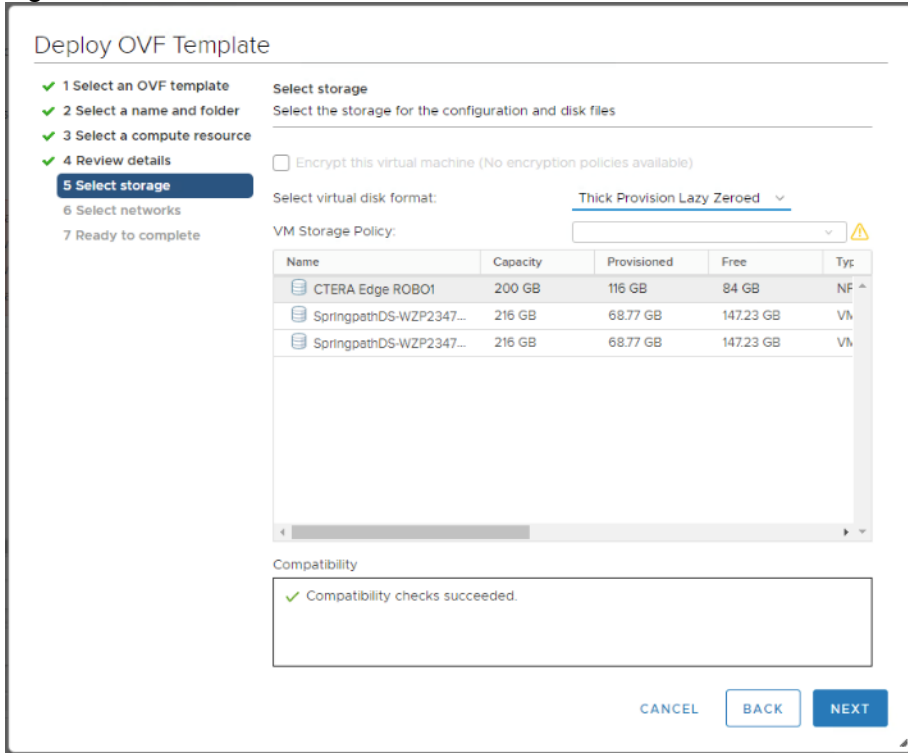 Deploy OVF Template
1 Select an OVF template
2 Select a name and folder
3 Select a compute resource
4 Review details
5 Select storage
6 Select networks
7 Ready to complete
Select storage
Select the storage for the configuration and disk files
Encrypt this virtual machine (No encryption policies available)
Select virtual disk format: Thick Provision Lazy Zeroed
VM Storage Policy:
Name Capacity Provisioned Free Typ
CTERA Edge ROBO1 200 GB 116 GB 84 GB NF
SpringpathDS-WZP2347... 216 GB 68.77 GB 147.23 GB VM
SpringpathDS-WZP2347... 216 GB 68.77 GB 147.23 GB VM
Compatibility
Compatibility checks succeeded.
CANCEL BACK NEXT